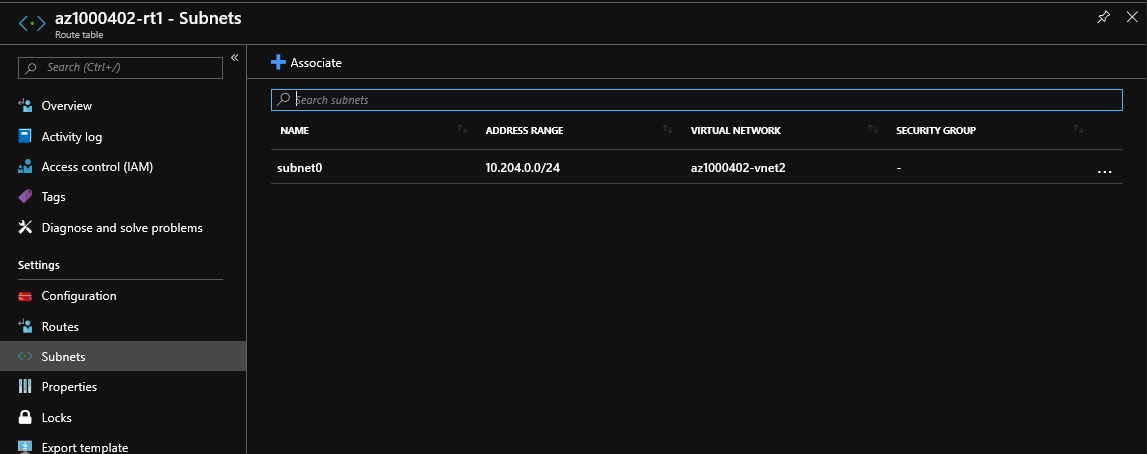 az1000402-rt1 - Subnets
Route table
Search (Ctrl+/)
«
Overview
Activity log
Access control (IAM)
Tags
Diagnose and solve problems
Settings
Configuration
Routes
Subnets
Properties
Locks
Export template
Associate
Search subnets
NAME ADDRESS RANGE VIRTUAL NETWORK SECURITY GROUP
subnet0 10.204.0.0/24 az1000402-vnet2 - ...